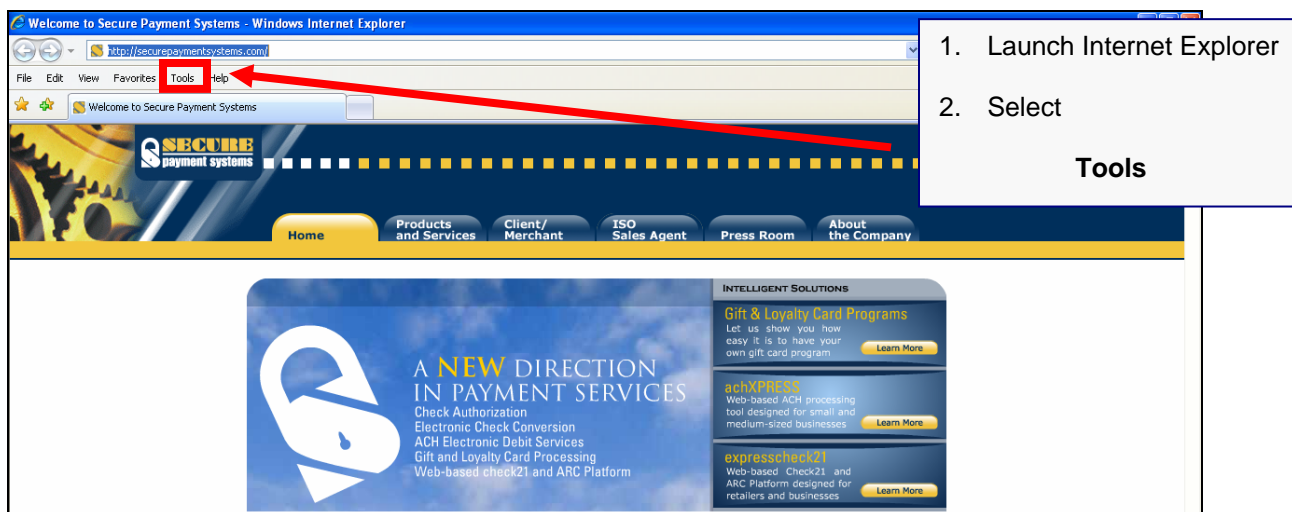 Welcome to Secure Payment Systems - Windows Internet Explorer
http://securepaymentsystems.com/
File Edit View Favorites Tools Help
Welcome to Secure Payment Systems
1. Launch Internet Explorer
2. Select
Tools
SECURE
payment systems
Home
Products
and Services
Client/
Merchant
ISO
Sales Agent
Press Room
About
the Company
A NEW DIRECTION
IN PAYMENT SERVICES
Check Authorization
Electronic Check Conversion
ACH Electronic Debit Services
Gift and Loyalty Card Processing
Web-based check21 and ARC Platform
INTELLIGENT SOLUTIONS
Gift & Loyalty Card Programs
Let us show you how
easy it is to have your
own gift card program
Learn More
achXPRESS
Web-based ACH processing
tool designed for small and
medium-sized businesses
Learn More
expresscheck21
Web-based Check21 and
ARC Platform designed for
retailers and businesses
Learn More